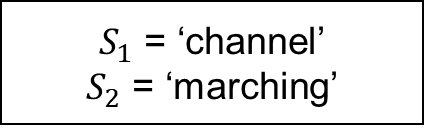 S₁ = ‘channel’
S₂ = ‘marching’